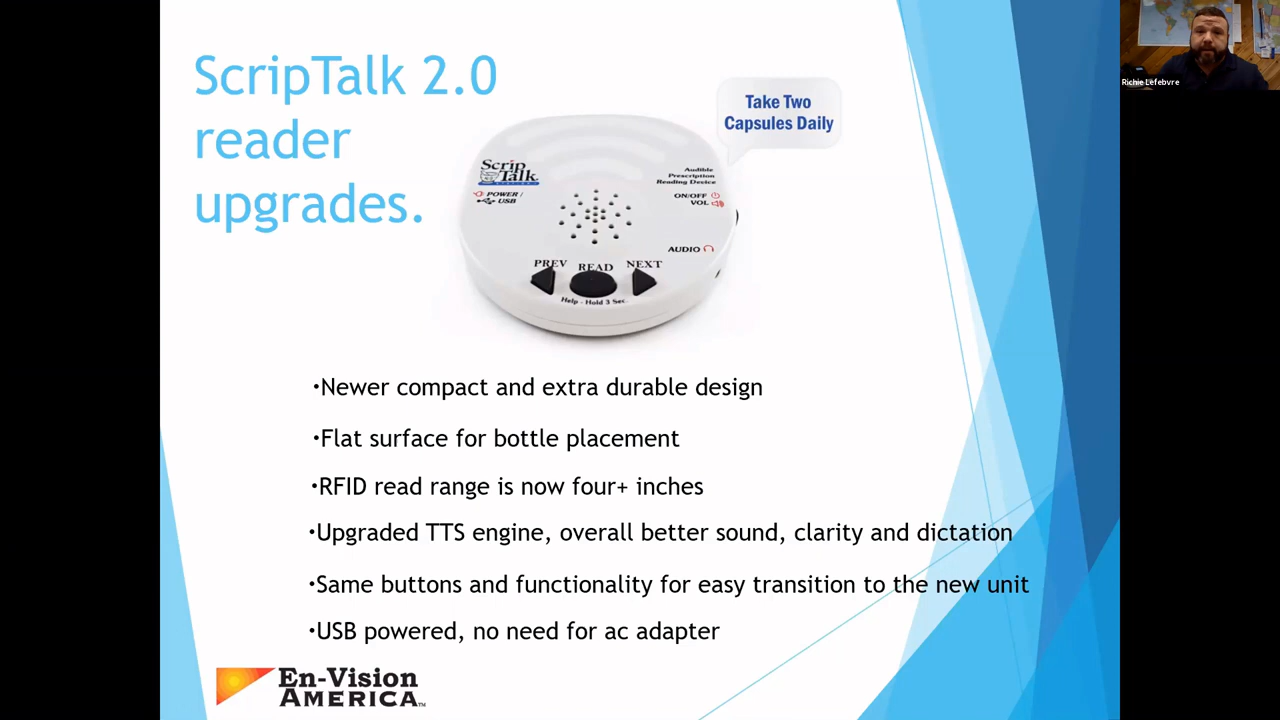 ScripTalk 2.0
reader
upgrades.
Take Two
Capsules Daily
Scrip
Talk
Audible
Prescription
Reading Device
POWER /
USB
ON/OFF
VOL
AUDIO
PREV READ NEXT
Help - Hold 3 Sec.
•Newer compact and extra durable design
•Flat surface for bottle placement
•RFID read range is now four+ inches
•Upgraded TTS engine, overall better sound, clarity and dictation
•Same buttons and functionality for easy transition to the new unit
•USB powered, no need for ac adapter
En-Vision
AMERICA™
Richie Lefebvre